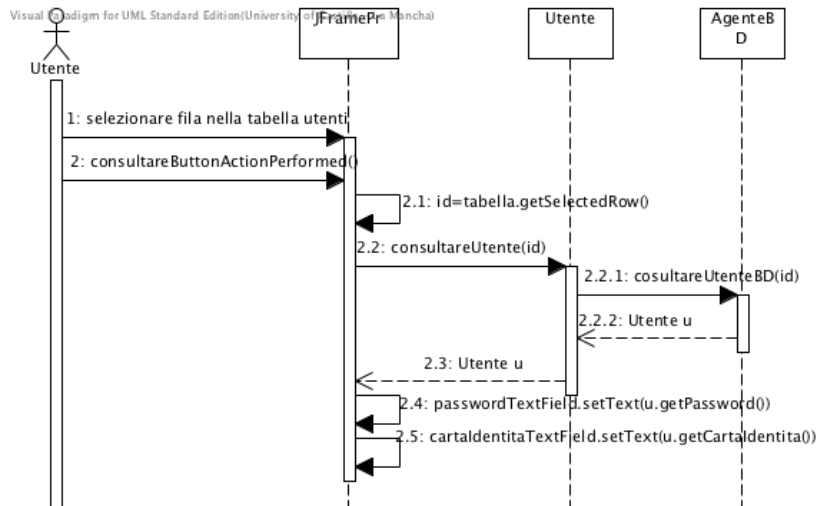 Visual Paradigm for UML Standard Edition(University of Castilla-La Mancha)
JFramePr
Utente
AgenteB
D
Utente
1: selezionare fila nella tabella utenti
2: consultareButtonActionPerformed()
2.1: id=tabella.getSelectedRow()
2.2: consultareUtente(id)
2.2.1: cosultareUtenteBD(id)
2.2.2: Utente u
2.3: Utente u
2.4: passwordTextField.setText(u.getPassword())
2.5: cartaIdentitaTextField.setText(u.getCartaIdentita())